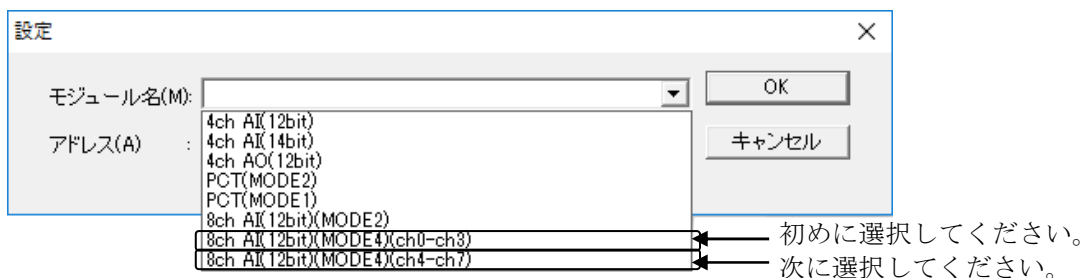 設定
モジュール名(M):
OK
4ch AI(12bit)
4ch AI(14bit)
4ch AO(12bit)
PCT(MODE2)
PCT(MODE1)
8ch AI(12bit)(MODE2)
8ch AI(12bit)(MODE4)(ch0-ch3)
8ch AI(12bit)(MODE4)(ch4-ch7)
アドレス(A) :
キャンセル
初めに選択してください。
次に選択してください。